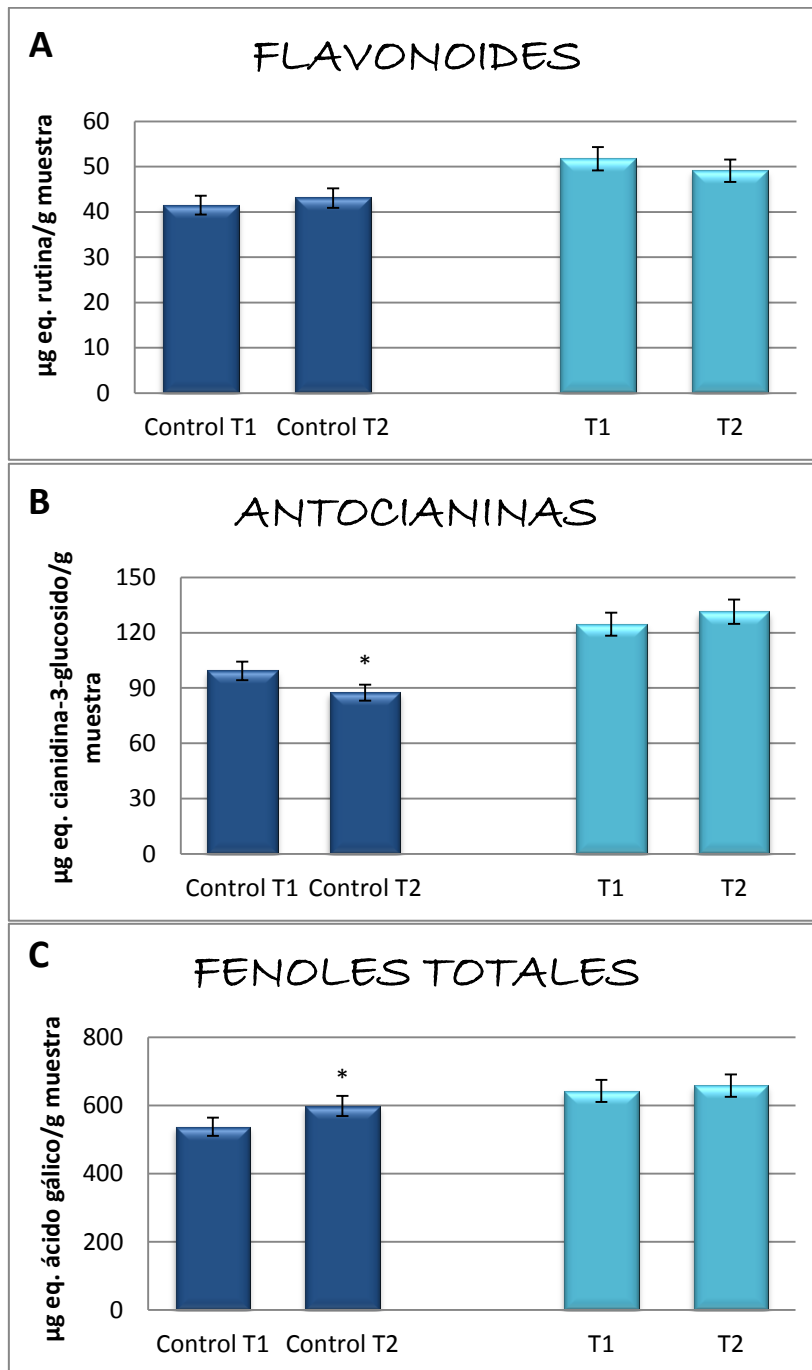 A
FLAVONOIDES
µg eq. rutina/g muestra
60
50
40
30
20
10
0
Control T1 Control T2 T1 T2
B
ANTOCIANINAS
µg eq. cianidina-3-glucosido/g
muestra
150
120
90
60
30
0
*
Control T1 Control T2 T1 T2
C
FENOLES TOTALES
µg eq. ácido gálico/g muestra
800
600
400
200
0
*
Control T1 Control T2 T1 T2